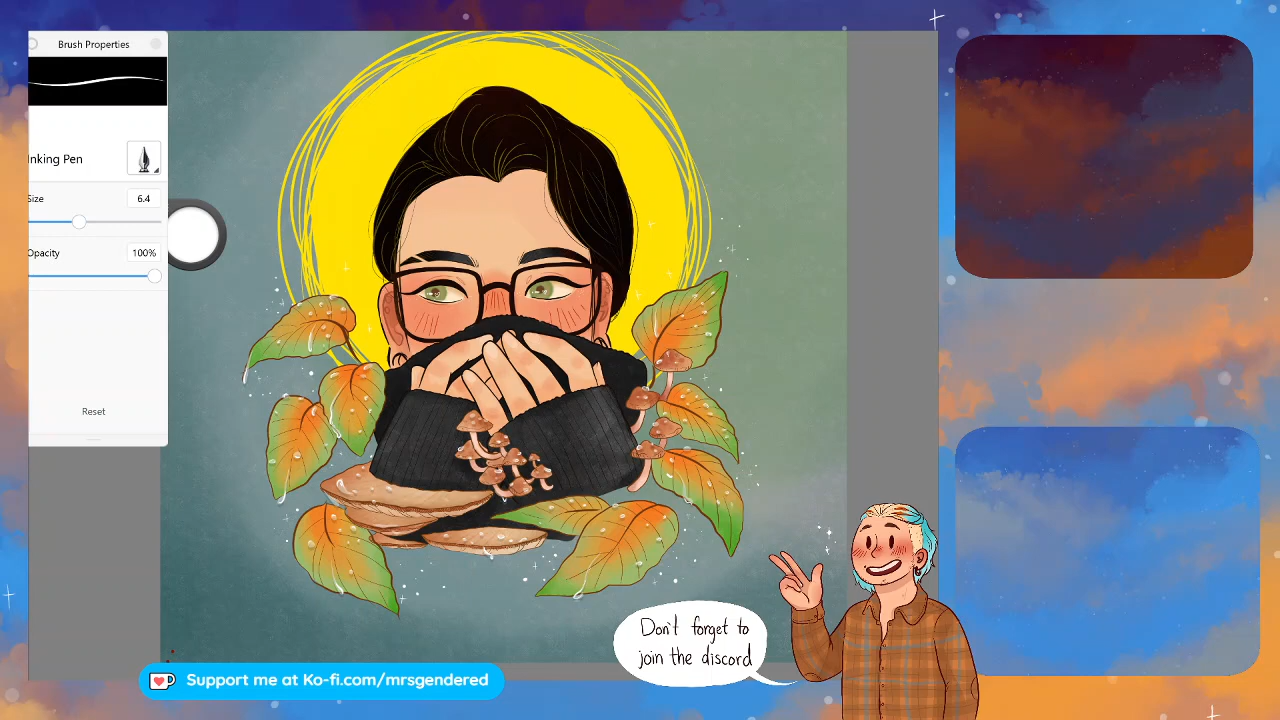 Brush Properties
nking Pen
Size
6.4
Opacity
100%
Reset
Don't forget to
join the discord
Support me at Ko-fi.com/mrsgendered